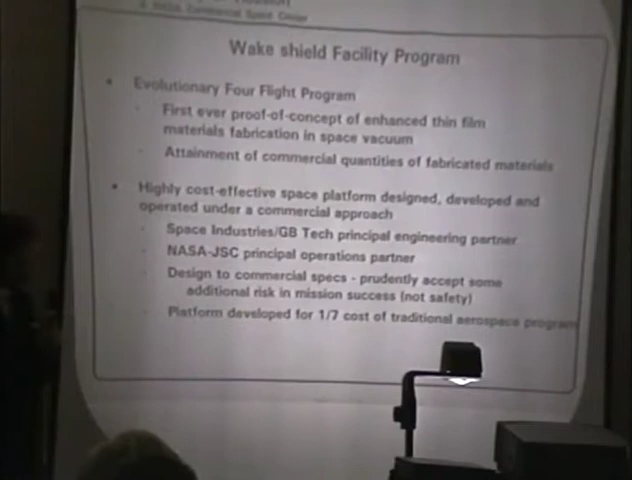 A NASA Commercial Space Center
Wake shield Facility Program
• Evolutionary Four Flight Program
- First ever proof-of-concept of enhanced thin film
materials fabrication in space vacuum
- Attainment of commercial quantities of fabricated materials
• Highly cost-effective space platform designed, developed and
operated under a commercial approach
- Space Industries/GB Tech principal engineering partner
- NASA-JSC principal operations partner
- Design to commercial specs - prudently accept some
additional risk in mission success (not safety)
- Platform developed for 1/7 cost of traditional aerospace program